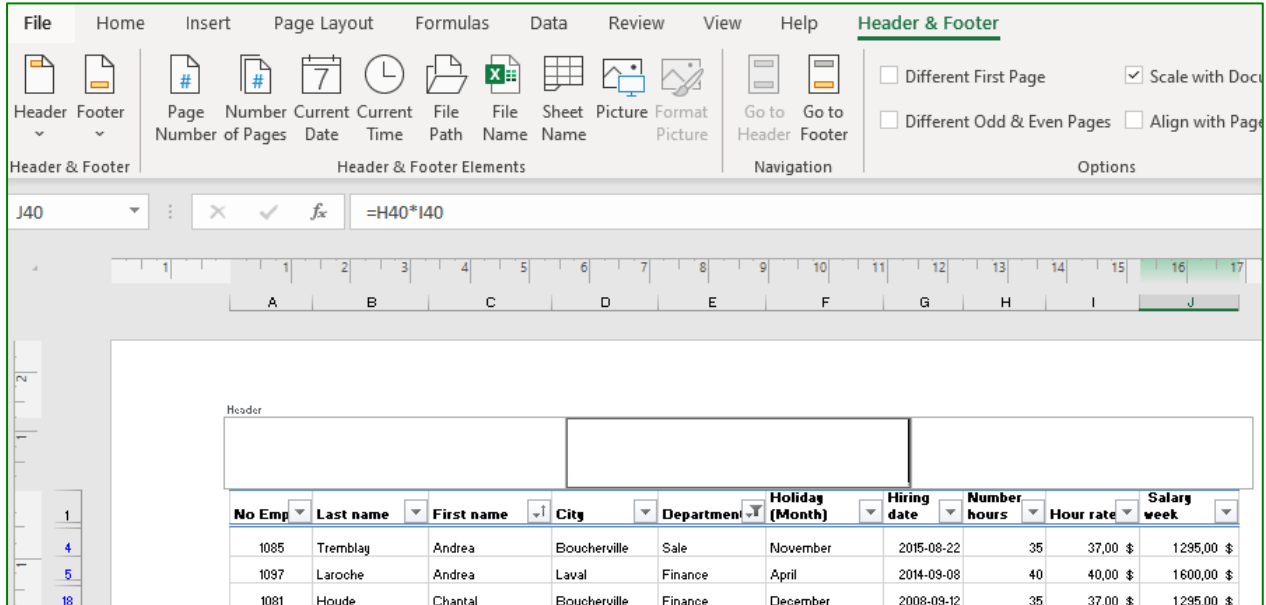 File Home Insert Page Layout Formulas Data Review View Help Header & Footer
Header Footer Page Number Number of Pages Current Date Current Time File Path File Name Sheet Name Picture Format Picture Go to Header Go to Footer
Different First Page Scale with Docu
Different Odd & Even Pages Align with Page
Header & Footer Header & Footer Elements Navigation Options
J40 fx =H40*I40
1 1 2 3 4 5 6 7 8 9 10 11 12 13 14 15 16 17
A B C D E F G H I J
2
Header
1
1 No Emp Last name First name City Department Holiday (Month) Hiring date Number hours Hour rate Salary week
4 1085 Tremblay Andrea Boucherville Sale November 2015-08-22 35 37,00 $ 1295,00 $
5 1097 Laroche Andrea Laval Finance April 2014-09-08 40 40,00 $ 1600,00 $
18 1081 Houde Chantal Boucherville Finance December 2008-09-12 35 37,00 $ 1295,00 $